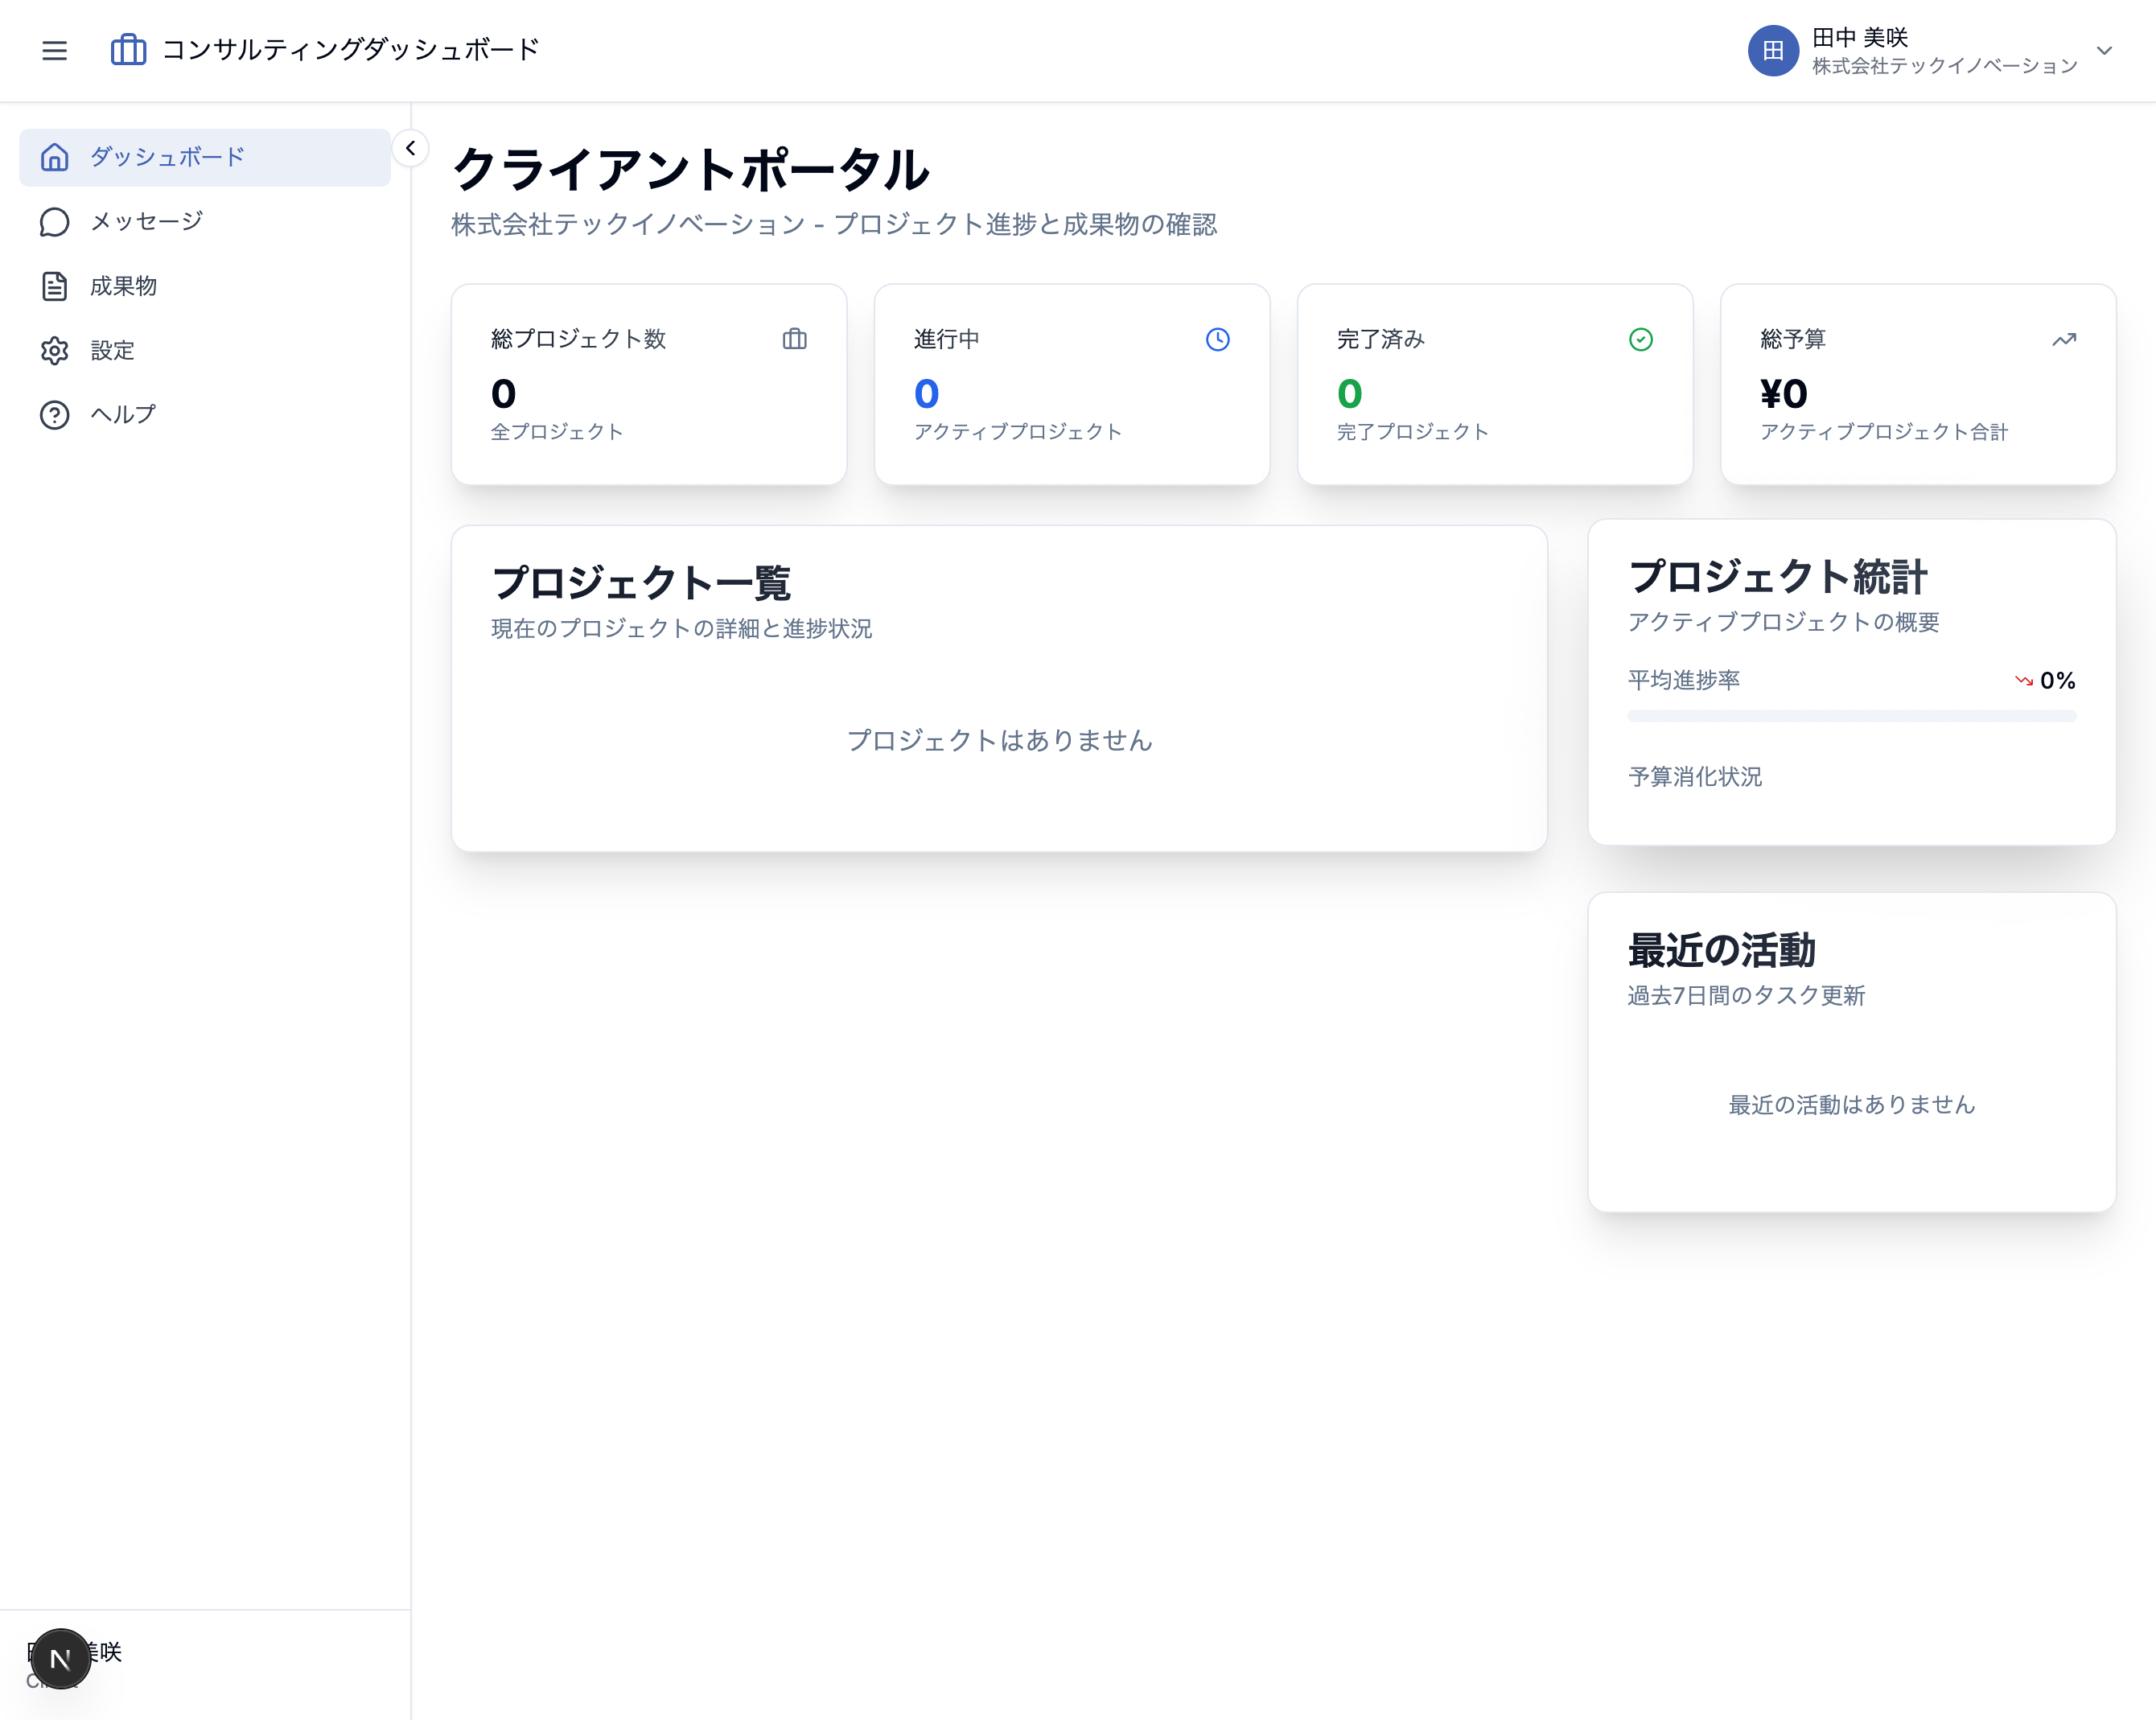 コンサルティングダッシュボード
田
田中 美咲
株式会社テックイノベーション
ダッシュボード
メッセージ
成果物
設定
ヘルプ
クライアントポータル
株式会社テックイノベーション - プロジェクト進捗と成果物の確認
総プロジェクト数
0
全プロジェクト
進行中
0
アクティブプロジェクト
完了済み
0
完了プロジェクト
総予算
¥0
アクティブプロジェクト合計
プロジェクト一覧
現在のプロジェクトの詳細と進捗状況
プロジェクトはありません
プロジェクト統計
アクティブプロジェクトの概要
平均進捗率
0%
予算消化状況
最近の活動
過去7日間のタスク更新
最近の活動はありません
美咲
N